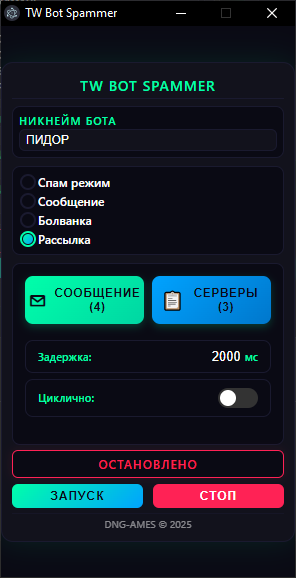 TW Bot Spammer
TW BOT SPAMMER
НИКНЕЙМ БОТА
ПИДОР
Спам режим
Сообщение
Болванка
Рассылка
СООБЩЕНИЕ
(4)
СЕРВЕРЫ
(3)
Задержка: 2000 мс
Циклично:
ОСТАНОВЛЕНО
ЗАПУСК СТОП
DNG-AMES © 2025